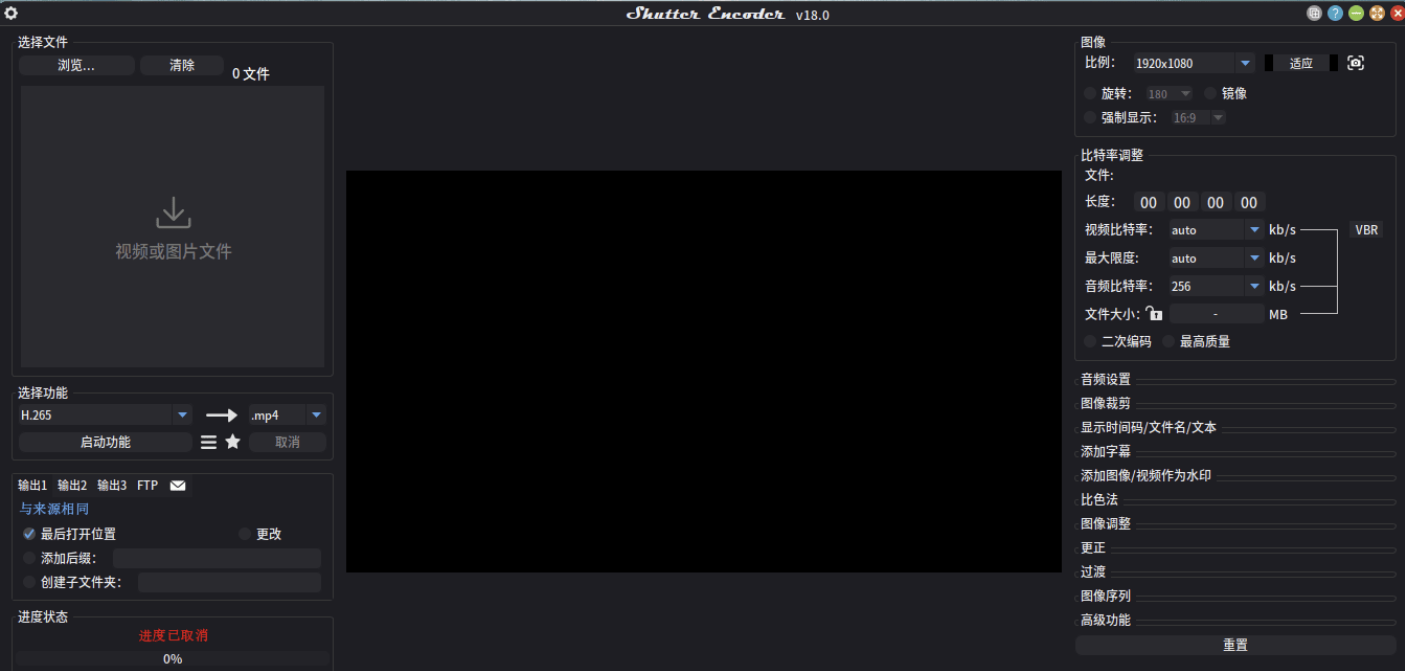 Shutter Encoder v18.0
选择文件
浏览... 清除 0 文件
视频或图片文件
选择功能
H.265 .mp4
启动功能 取消
输出1 输出2 输出3 FTP
与来源相同
最后打开位置 更改
添加后缀：
创建子文件夹：
进度状态
进度已取消
0%
图像
比例： 1920x1080 适应
旋转： 180 镜像
强制显示： 16:9
比特率调整
文件:
长度： 00 00 00 00
视频比特率： auto kb/s VBR
最大限度： auto kb/s
音频比特率： 256 kb/s
文件大小： - MB
二次编码 最高质量
音频设置
图像裁剪
显示时间码/文件名/文本
添加字幕
添加图像/视频作为水印
比色法
图像调整
更正
过渡
图像序列
高级功能
重置